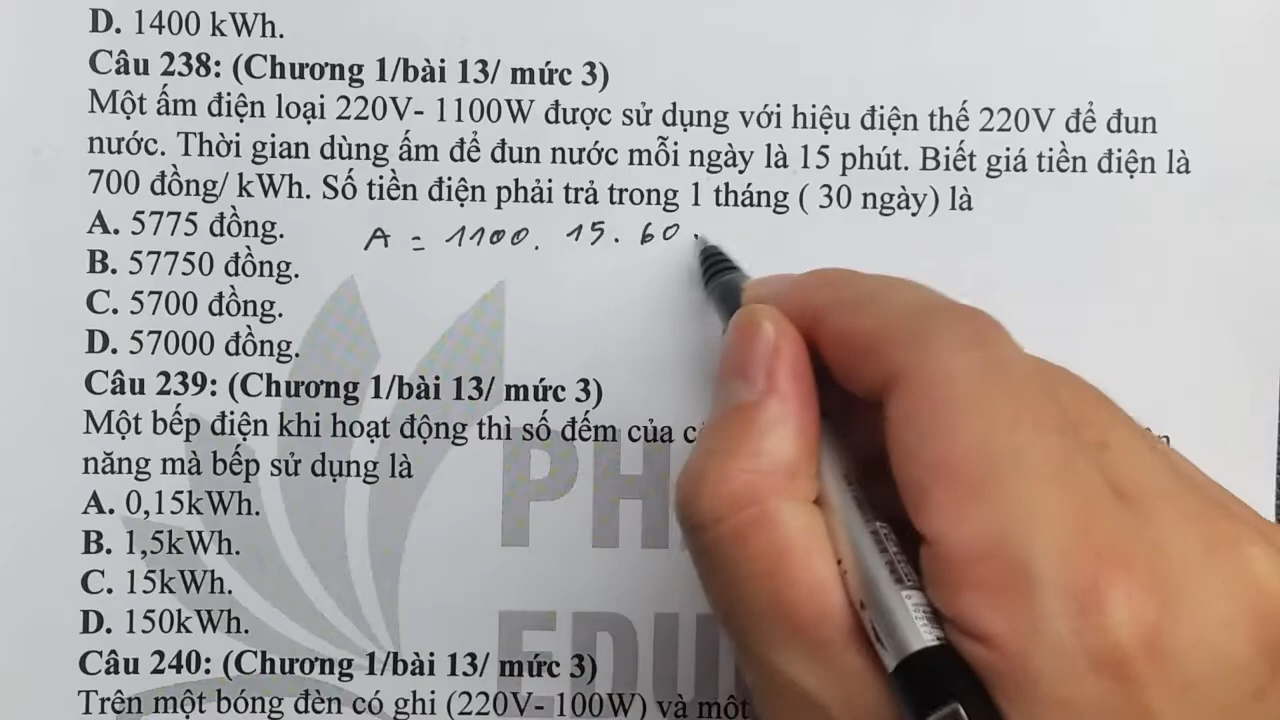 D. 1400 kWh.
Câu 238: (Chương 1/bài 13/ mức 3)
Một ấm điện loại 220V- 1100W được sử dụng với hiệu điện thế 220V để đun
nước. Thời gian dùng ấm để đun nước mỗi ngày là 15 phút. Biết giá tiền điện là
700 đồng/ kWh. Số tiền điện phải trả trong 1 tháng ( 30 ngày) là
A. 5775 đồng.
A = 1100. 15. 60.
B. 57750 đồng.
C. 5700 đồng.
D. 57000 đồng.
Câu 239: (Chương 1/bài 13/ mức 3)
Một bếp điện khi hoạt động thì số đếm của
năng mà bếp sử dụng là
A. 0,15kWh.
B. 1,5kWh.
C. 15kWh.
D. 150kWh.
Câu 240: (Chương 1/bài 13/ mức 3)
Trên một bóng đèn có ghi (220V- 100W) và một